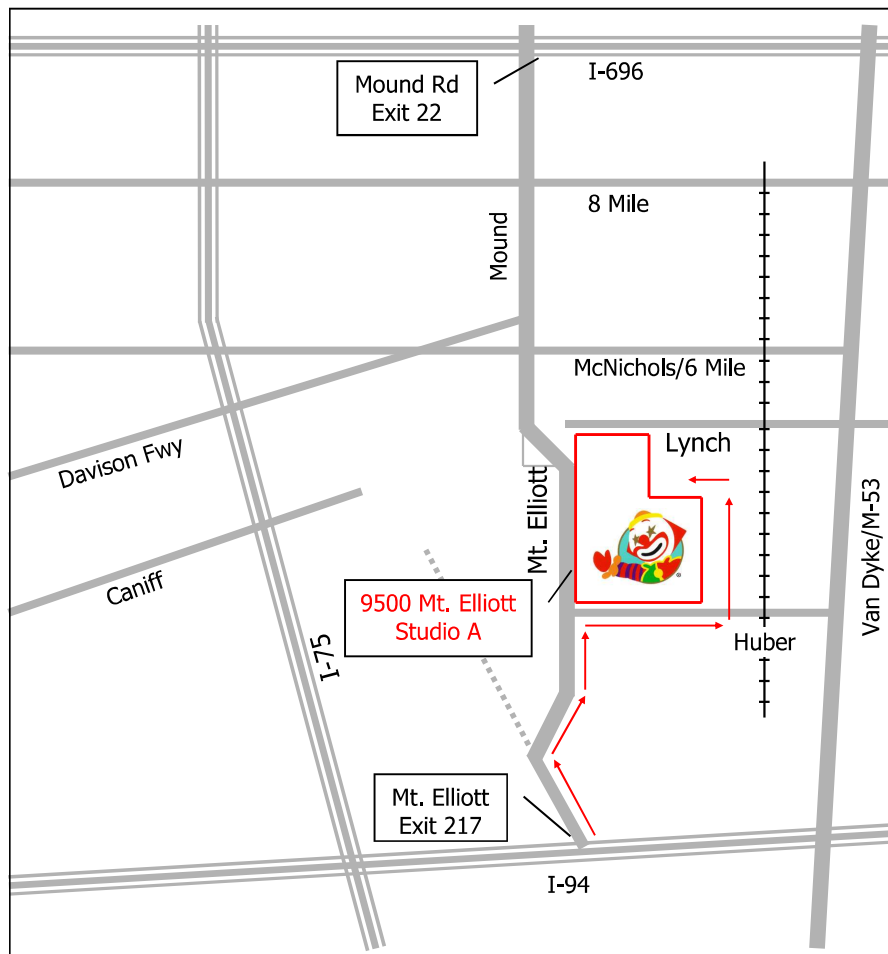 Mound Rd
Exit 22
I-696
8 Mile
Mound
McNichols/6 Mile
Davison Fwy
Lynch
Mt. Elliott
Caniff
9500 Mt. Elliott
Studio A
®
Van Dyke/M-53
Huber
I-75
Mt. Elliott
Exit 217
I-94